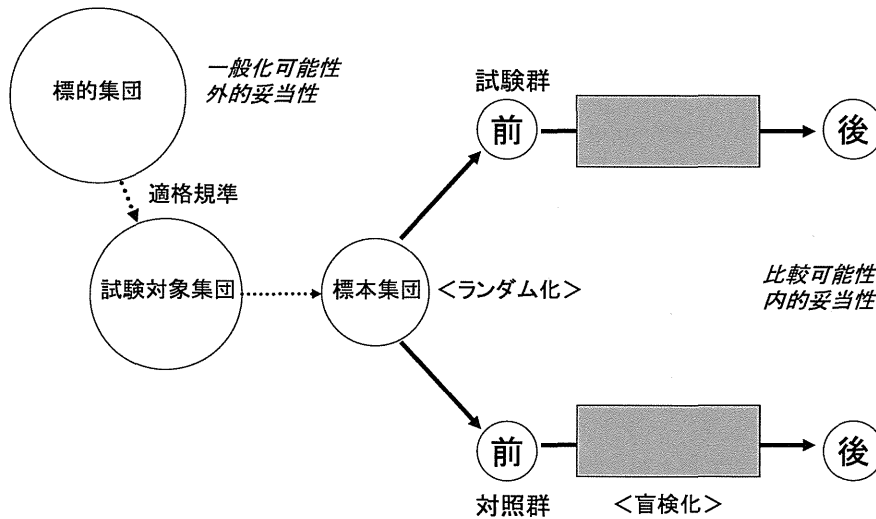 標的集団
一般化可能性
外的妥当性
適格規準
試験対象集団
標本集団
<ランダム化>
試験群
前
後
比較可能性
内的妥当性
前
後
対照群
<盲検化>